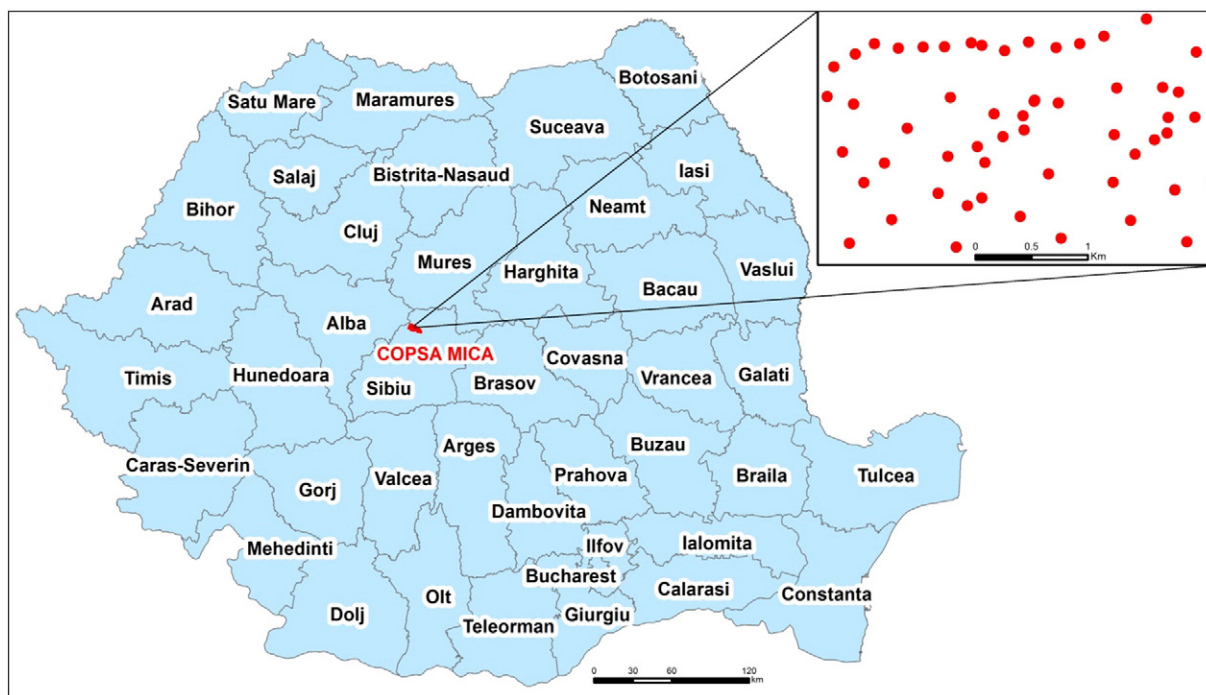 Botosani
Satu Mare
Maramures
Suceava
Iasi
Salaj
Bistrita-Nasaud
Bihor
Neamt
Cluj
Mures
Harghita
Vaslui
Bacau
Arad
Alba
COPSA MICA
Covasna
Timis
Hunedoara
Sibiu
Brasov
Vrancea
Galati
Arges
Buzau
Caras-Severin
Gorj
Valcea
Prahova
Braila
Tulcea
Dambovita
Mehedinti
Ilfov
Ialomita
Bucharest
Calarasi
Constanta
Olt
Dolj
Teleorman
Giurgiu
0 0.5 1
Km
0 30 60 120
km